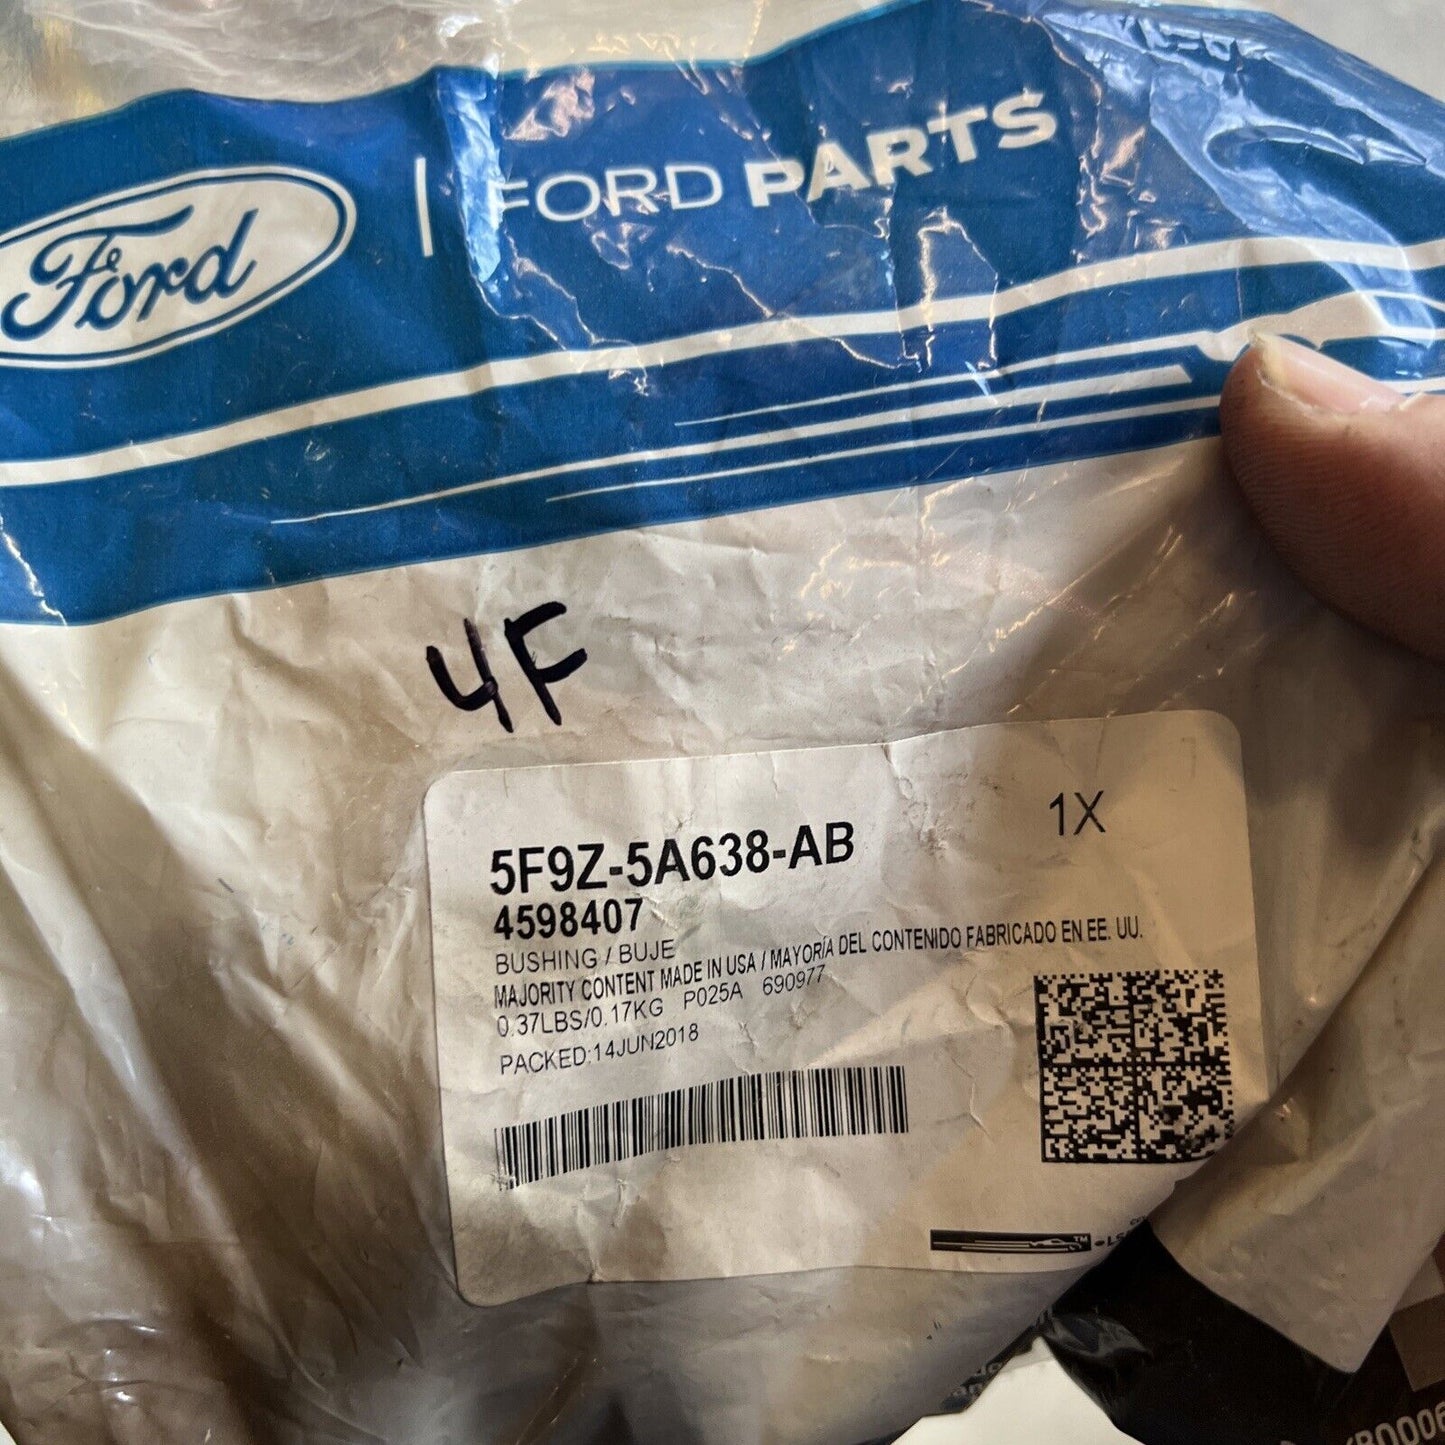 Ford | FORD PARTS
4F
1X
5F9Z-5A638-AB
4598407
BUSHING / BUJE
MAJORITY CONTENT MADE IN USA / MAYORÍA DEL CONTENIDO FABRICADO EN EE. UU.
0.37LBS/0.17KG P025A 690977
PACKED:14JUN2018
TM